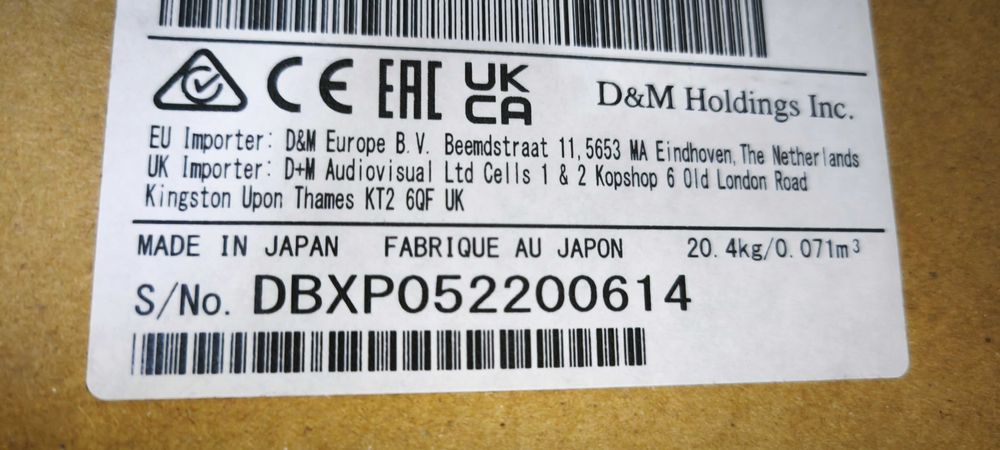 CE EAC UK CA D&M Holdings Inc.
EU Importer: D&M Europe B.V. Beemdstraat 11,5653 MA Eindhoven,The Netherlands
UK Importer: D+M Audiovisual Ltd Cells 1 & 2 Kopshop 6 Old London Road
Kingston Upon Thames KT2 6QF UK
MADE IN JAPAN FABRIQUE AU JAPON 20.4kg/0.071m³
S/No. DBXP052200614